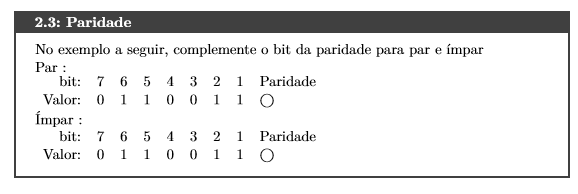 2.3: Paridade
No exemplo a seguir, complemente o bit da paridade para par e ímpar
Par :
bit: 7 6 5 4 3 2 1 Paridade
Valor: 0 1 1 0 0 1 1 ◯
Ímpar :
bit: 7 6 5 4 3 2 1 Paridade
Valor: 0 1 1 0 0 1 1 ◯